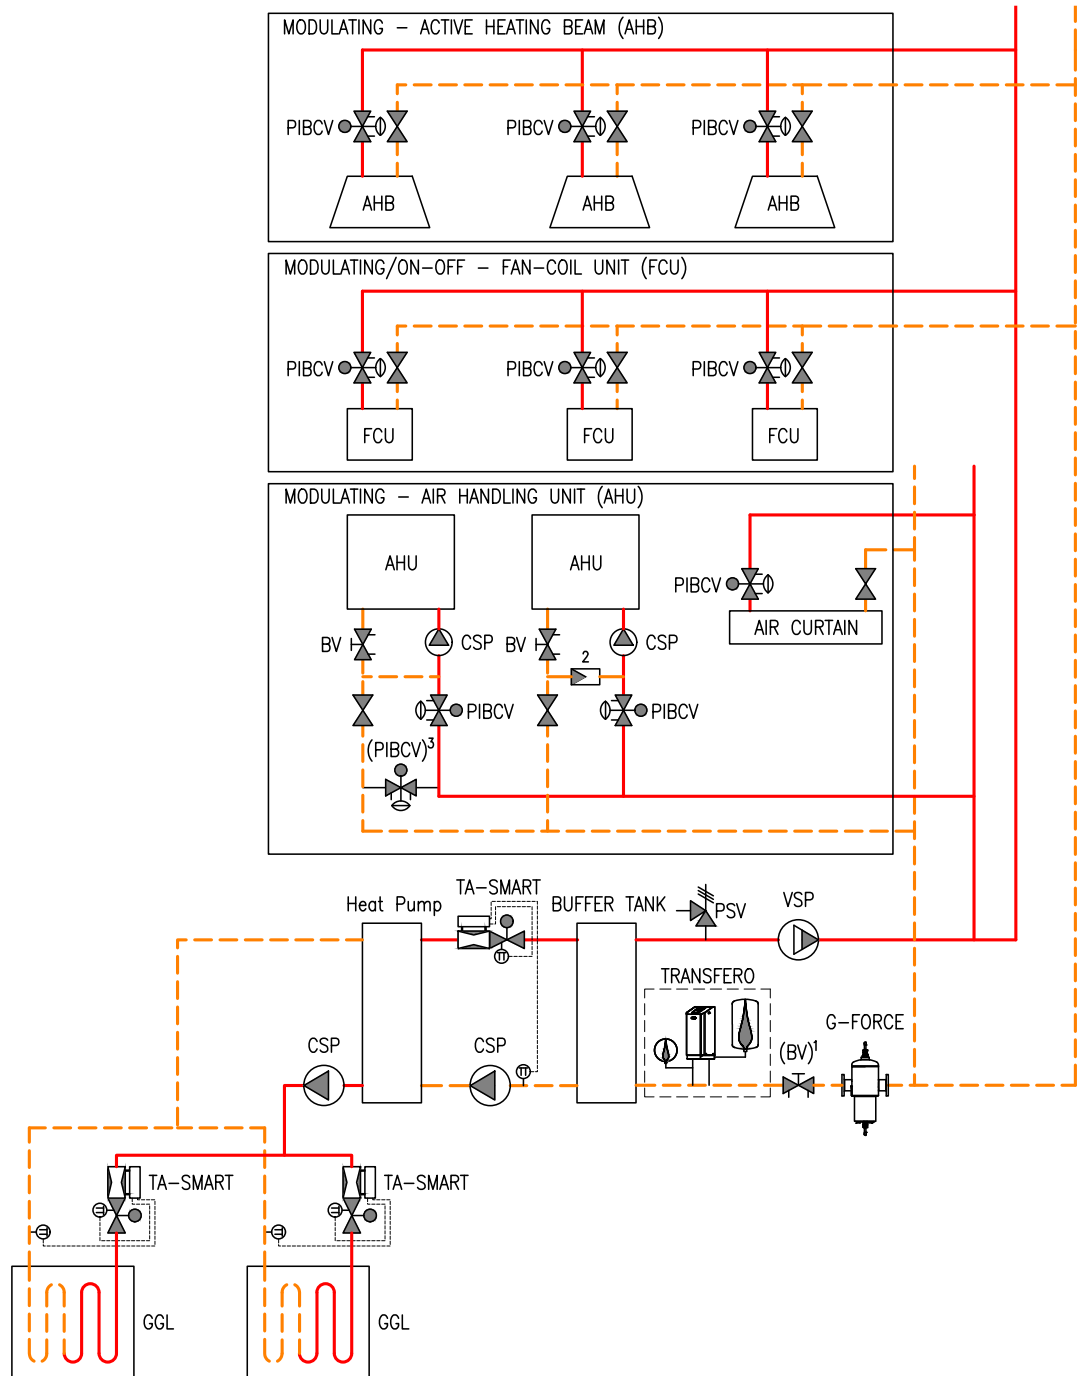 MODULATING – ACTIVE HEATING BEAM (AHB)
PIBCV PIBCV PIBCV
AHB AHB AHB
MODULATING/ON-OFF – FAN-COIL UNIT (FCU)
PIBCV PIBCV PIBCV
FCU FCU FCU
MODULATING – AIR HANDLING UNIT (AHU)
AHU AHU
PIBCV
AIR CURTAIN
BV CSP BV CSP
2
PIBCV PIBCV
(PIBCV)³
TA-SMART
Heat Pump BUFFER TANK PSV VSP
TRANSFERO
G-FORCE
CSP CSP (BV)¹
TA-SMART TA-SMART
GGL GGL